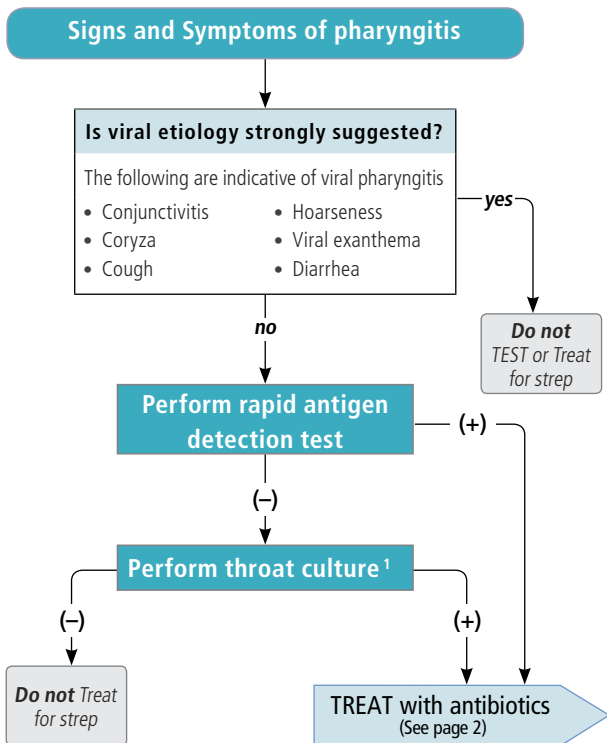 Signs and Symptoms of pharyngitis
Is viral etiology strongly suggested?
The following are indicative of viral pharyngitis
• Conjunctivitis
• Coryza
• Cough
• Hoarseness
• Viral exanthema
• Diarrhea
yes
Do not
TEST or Treat
for strep
no
Perform rapid antigen
detection test
(+)
(–)
Perform throat culture¹
(–)
(+)
Do not Treat
for strep
TREAT with antibiotics
(See page 2)